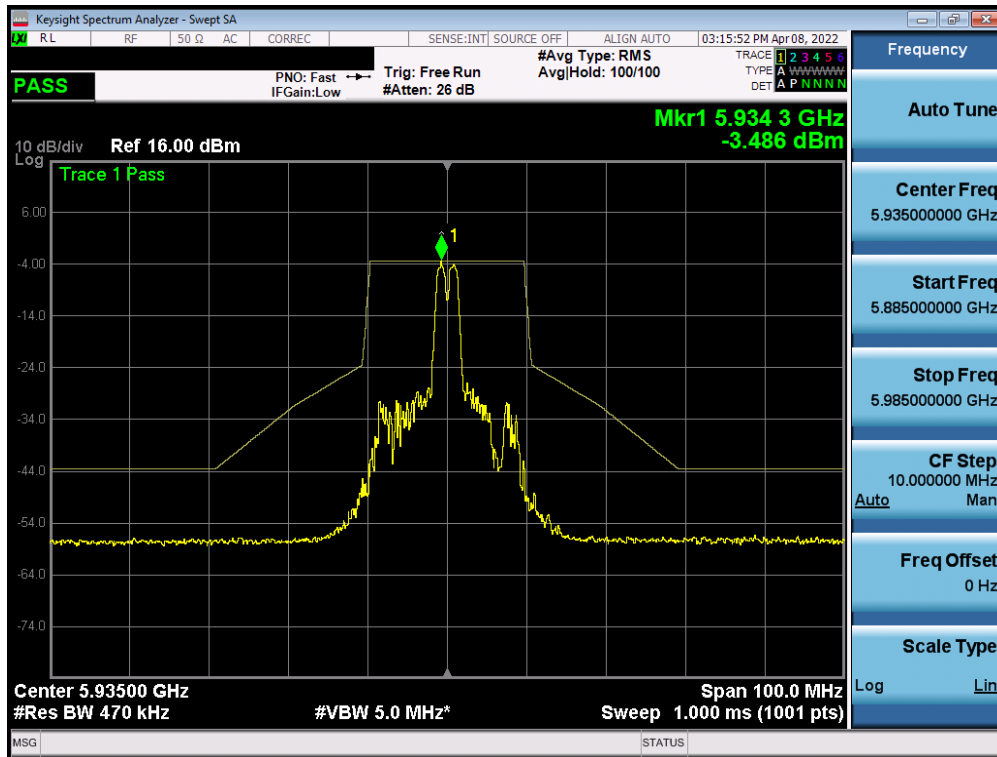 Keysight Spectrum Analyzer - Swept SA
LXI RL RF 50 Ω AC CORREC SENSE:INT SOURCE OFF ALIGN AUTO 03:15:52 PM Apr 08, 2022
PASS
PNO: Fast
IFGain:Low
Trig: Free Run
#Atten: 26 dB
#Avg Type: RMS
Avg|Hold: 100/100
TRACE 1 2 3 4 5 6
TYPE A WWWWW
DET A P N N N N
Mkr1 5.934 3 GHz
-3.486 dBm
10 dB/div Ref 16.00 dBm
Log
Trace 1 Pass
1
6.00
-4.00
-14.0
-24.0
-34.0
-44.0
-54.0
-64.0
-74.0
Center 5.93500 GHz Span 100.0 MHz
#Res BW 470 kHz #VBW 5.0 MHz* Sweep 1.000 ms (1001 pts)
MSG STATUS
Frequency
Auto Tune
Center Freq
5.935000000 GHz
Start Freq
5.885000000 GHz
Stop Freq
5.985000000 GHz
CF Step
10.000000 MHz
Auto Man
Freq Offset
0 Hz
Scale Type
Log Lin